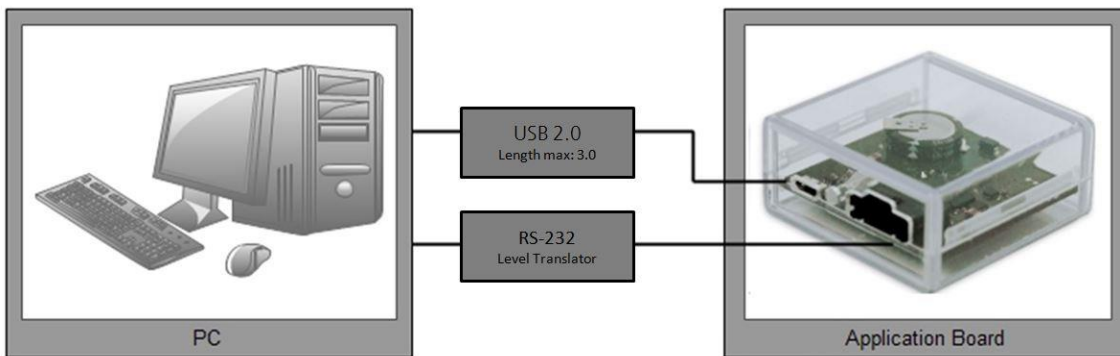 USB 2.0
Length max: 3.0
RS-232
Level Translator
PC
Application Board